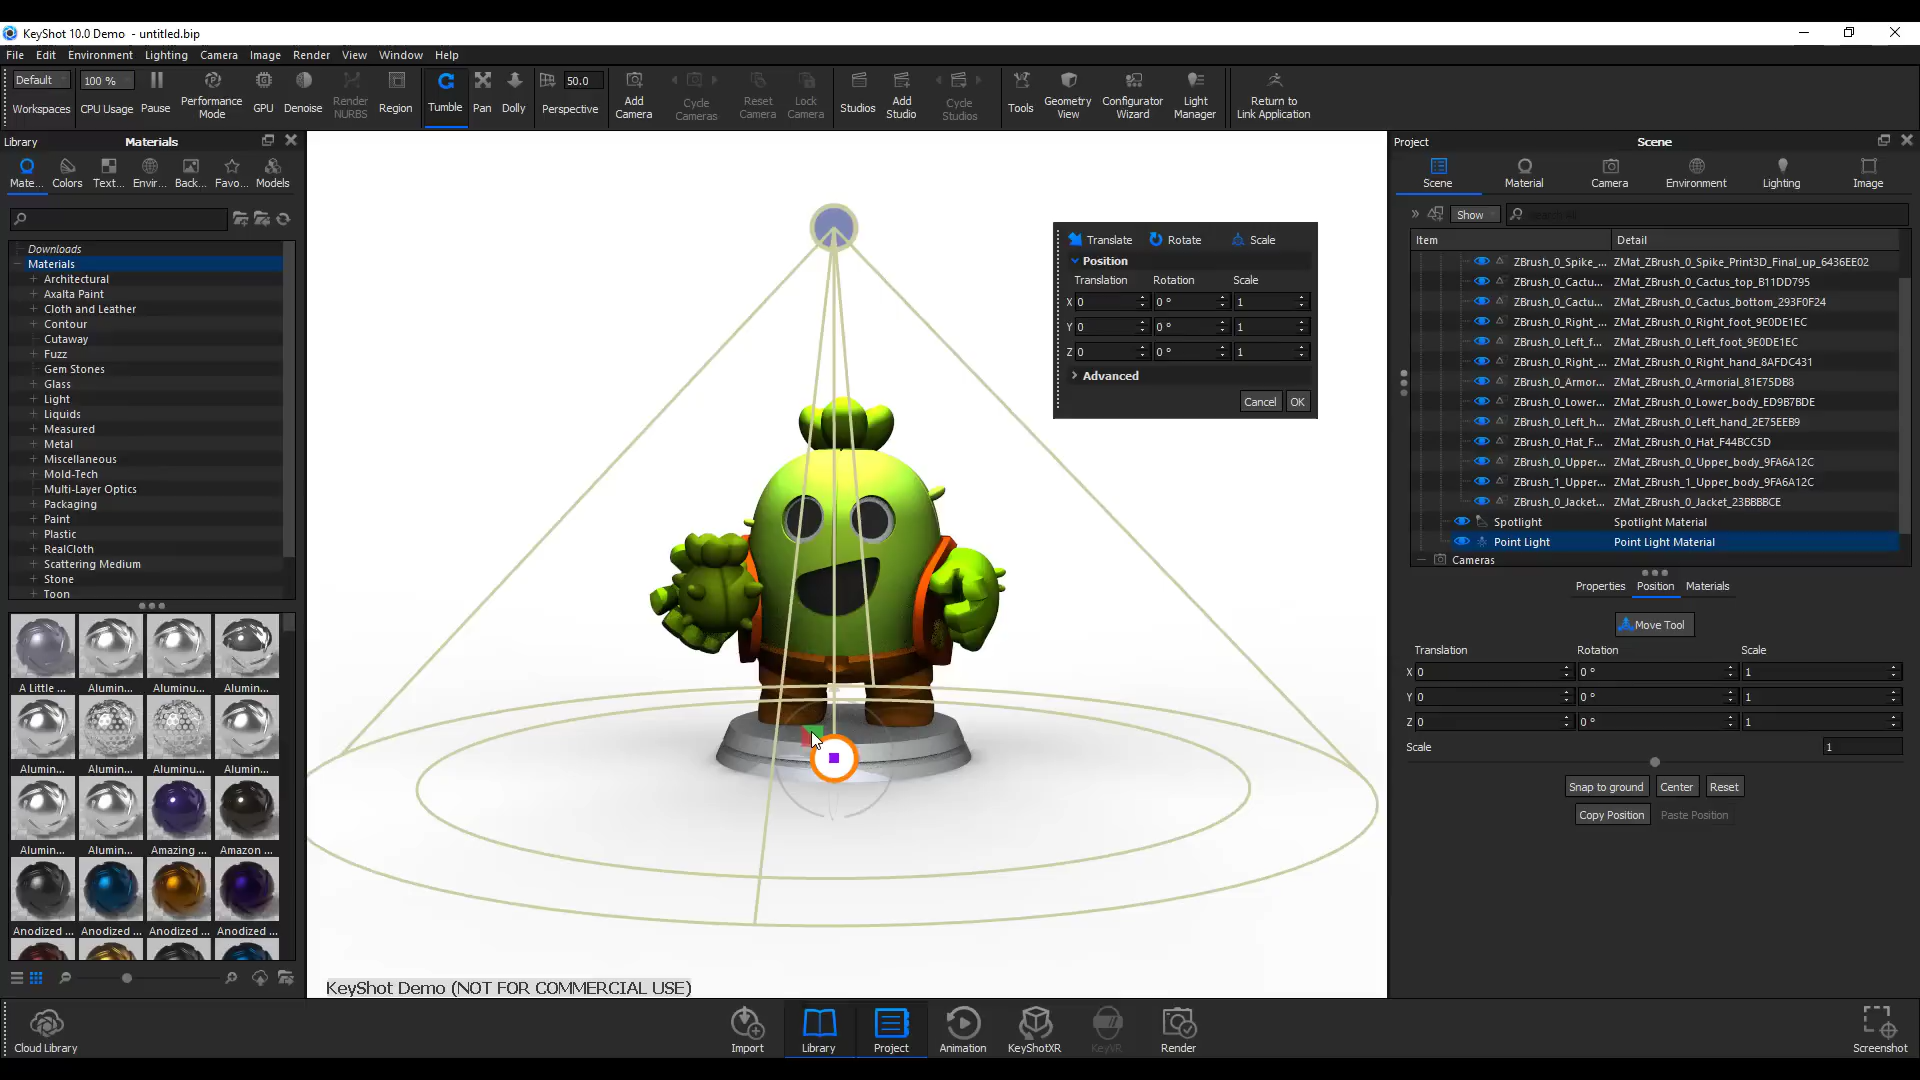 KeyShot 10.0 Demo - untitled.bip
File Edit Environment Lighting Camera Image Render View Window Help
Default 100 % 50.0
Workspaces CPU Usage Pause Performance Mode GPU Denoise Render NURBS Region Tumble Pan Dolly Perspective Add Camera Cycle Cameras Reset Camera Lock Camera Studios Add Studio Cycle Studios Tools Geometry View Configurator Wizard Light Manager Return to Link Application
Library Materials
Mate... Colors Text... Envir... Back... Favo... Models
Downloads
Materials
Architectural
Axalta Paint
Cloth and Leather
Contour
Cutaway
Fuzz
Gem Stones
Glass
Light
Liquids
Measured
Metal
Miscellaneous
Mold-Tech
Multi-Layer Optics
Packaging
Paint
Plastic
RealCloth
Scattering Medium
Stone
Toon
A Little ... Alumin... Aluminu... Alumin...
Alumin... Alumin... Aluminu... Alumin...
Alumin... Alumin... Amazing ... Amazon ...
Anodized ... Anodized ... Anodized ... Anodized ...
Translate Rotate Scale
Position
Translation Rotation Scale
X 0 0 ° 1
Y 0 0 ° 1
Z 0 0 ° 1
Advanced
Cancel OK
KeyShot Demo (NOT FOR COMMERCIAL USE)
Project Scene
Scene Material Camera Environment Lighting Image
Show
Item Detail
ZBrush_0_Spike_... ZMat_ZBrush_0_Spike_Print3D_Final_up_6436EE02
ZBrush_0_Cactu... ZMat_ZBrush_0_Cactus_top_B11DD795
ZBrush_0_Cactu... ZMat_ZBrush_0_Cactus_bottom_293F0F24
ZBrush_0_Right_... ZMat_ZBrush_0_Right_foot_9E0DE1EC
ZBrush_0_Left_f... ZMat_ZBrush_0_Left_foot_9E0DE1EC
ZBrush_0_Right_... ZMat_ZBrush_0_Right_hand_8AFDC431
ZBrush_0_Armor... ZMat_ZBrush_0_Armorial_81E75DB8
ZBrush_0_Lower... ZMat_ZBrush_0_Lower_body_ED9B7BDE
ZBrush_0_Left_h... ZMat_ZBrush_0_Left_hand_2E75EEB9
ZBrush_0_Hat_F... ZMat_ZBrush_0_Hat_F44BCC5D
ZBrush_0_Upper... ZMat_ZBrush_0_Upper_body_9FA6A12C
ZBrush_1_Upper... ZMat_ZBrush_1_Upper_body_9FA6A12C
ZBrush_0_Jacket... ZMat_ZBrush_0_Jacket_23BBBBCE
Spotlight Spotlight Material
Point Light Point Light Material
Cameras
Properties Position Materials
Move Tool
Translation Rotation Scale
X 0 0 ° 1
Y 0 0 ° 1
Z 0 0 ° 1
Scale 1
Snap to ground Center Reset
Copy Position Paste Position
Cloud Library Import Library Project Animation KeyShotXR KeyVR Render Screenshot